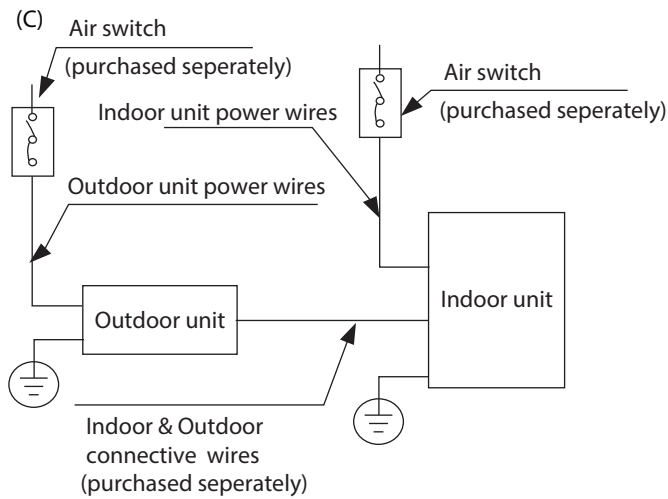 (C)
Air switch
(purchased seperately)
Air switch
(purchased seperately)
Indoor unit power wires
Outdoor unit power wires
Indoor unit
Outdoor unit
Indoor & Outdoor
connective wires
(purchased seperately)